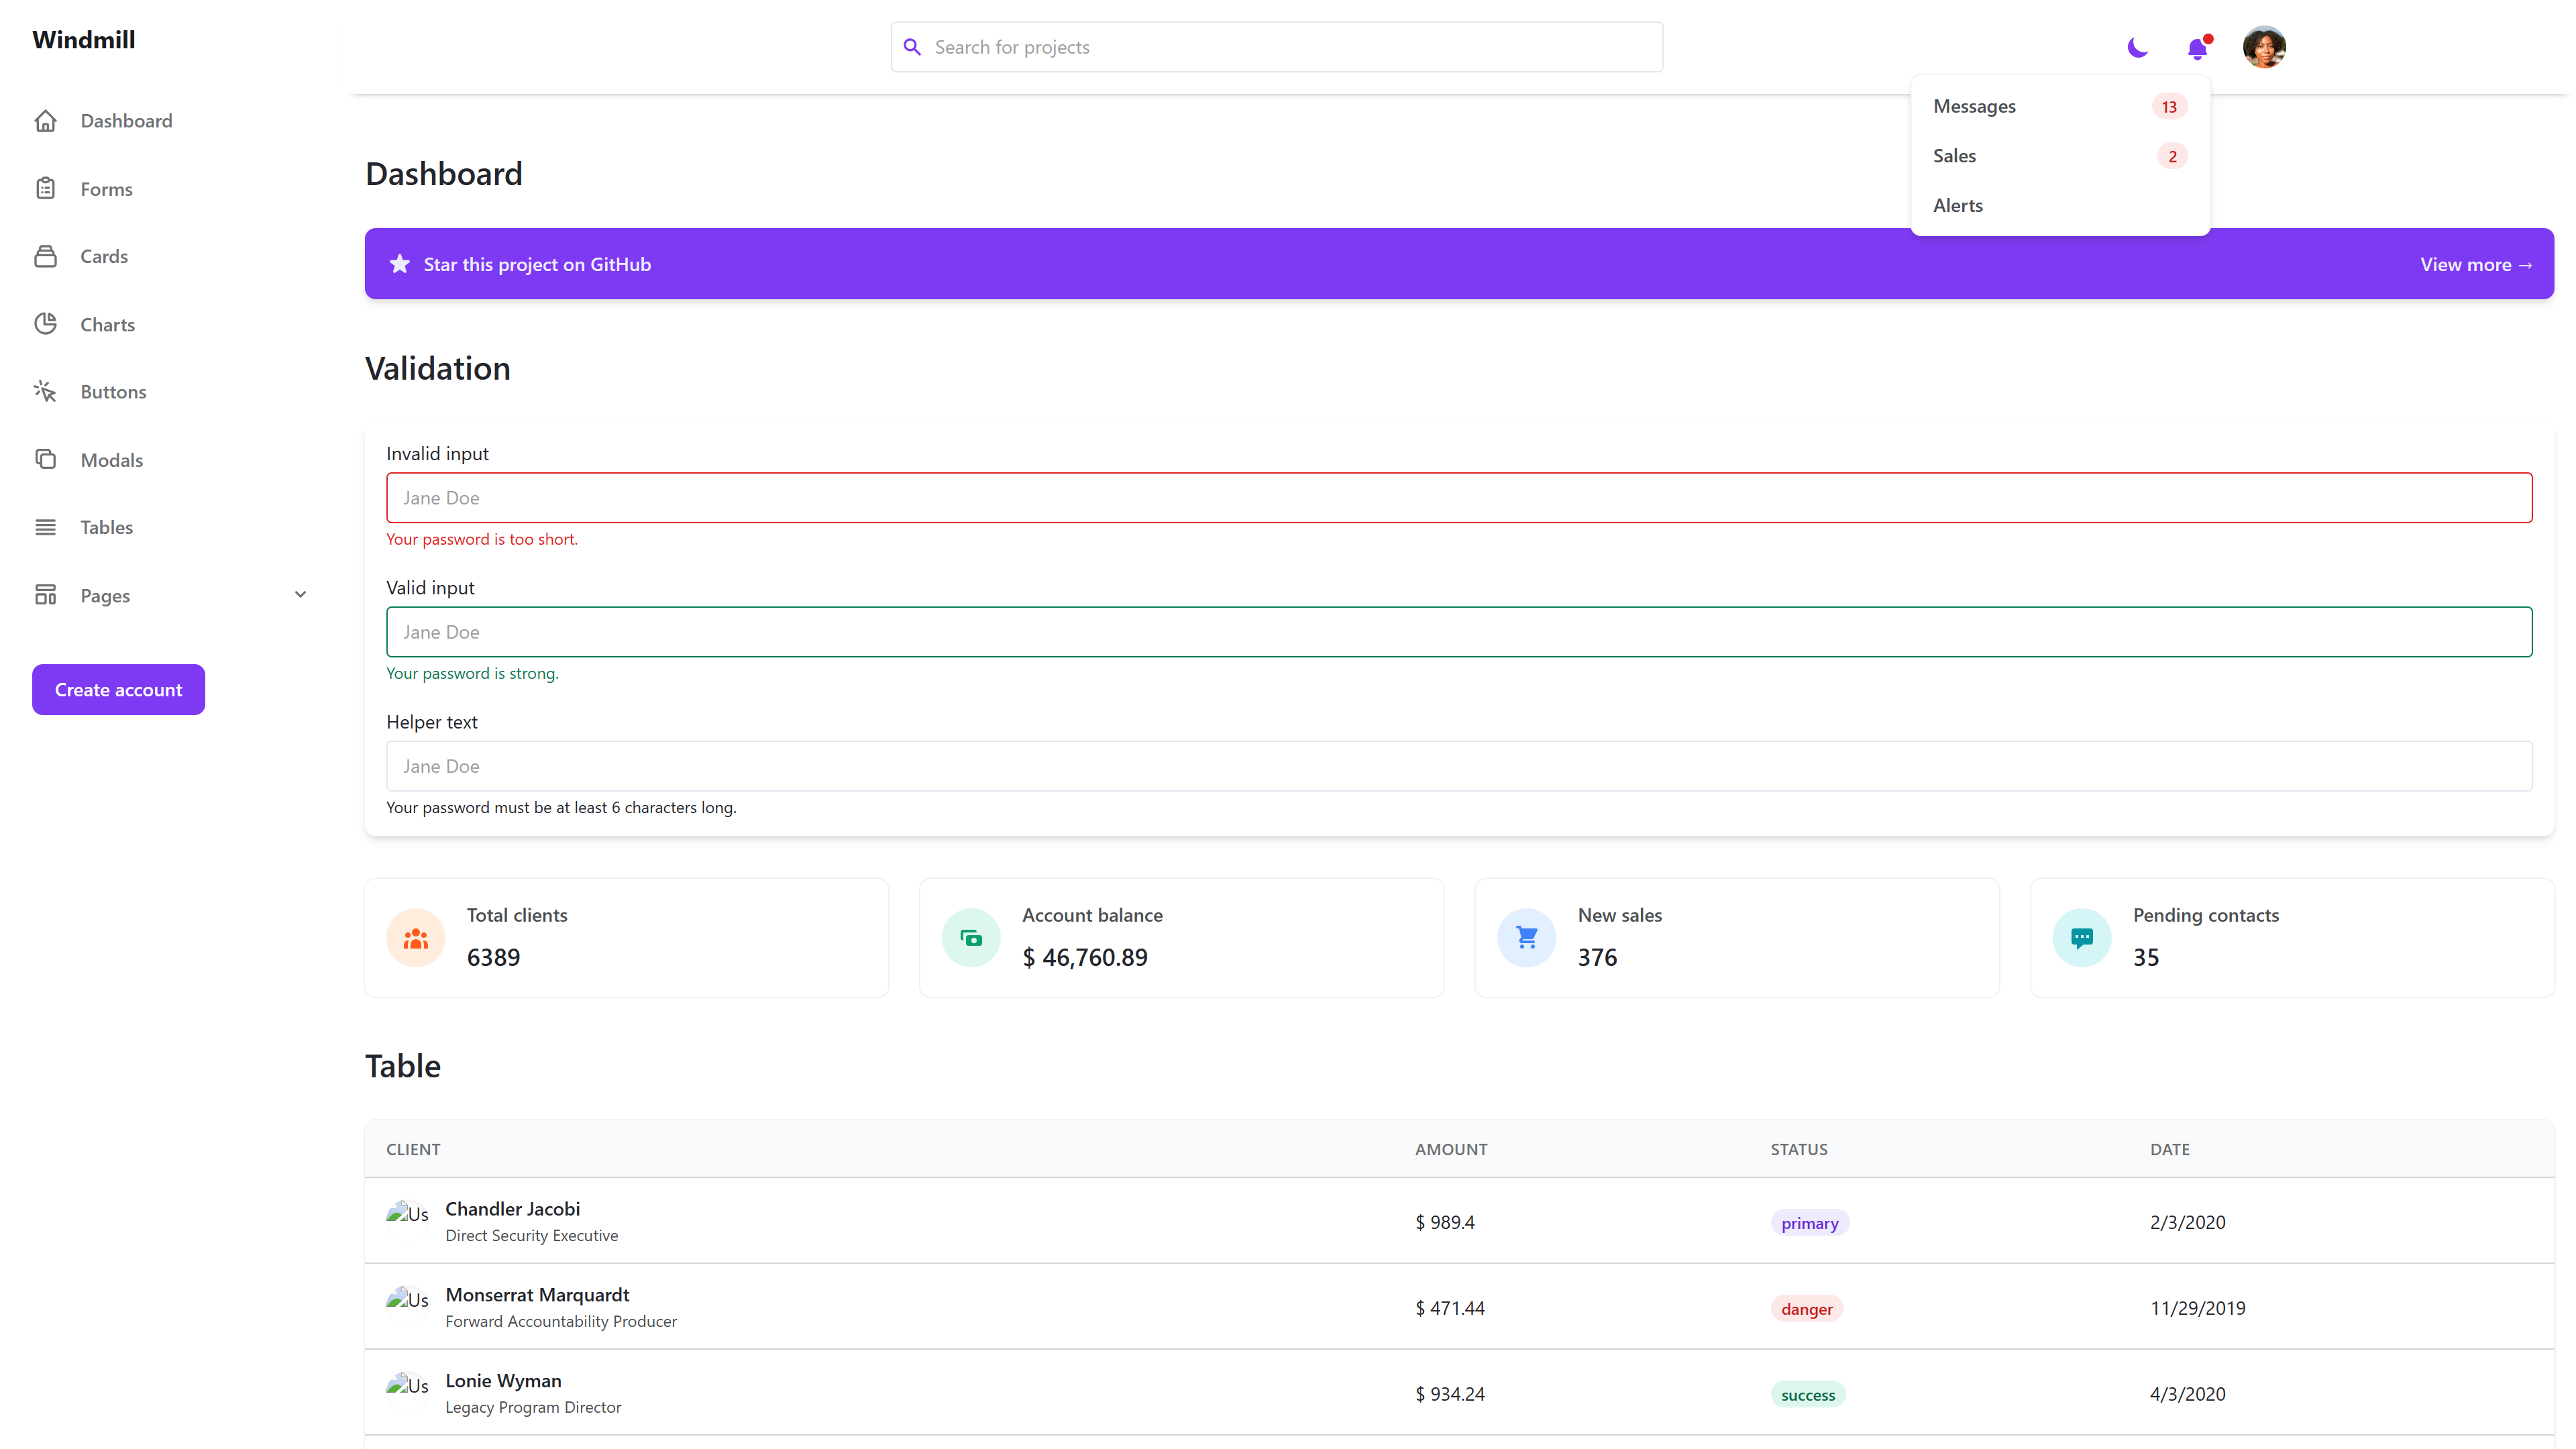 Windmill
Search for projects
Dashboard
Forms
Cards
Charts
Buttons
Modals
Tables
Pages
Create account
Messages 13
Sales 2
Alerts
Dashboard
Star this project on GitHub View more →
Validation
Invalid input
Jane Doe
Your password is too short.
Valid input
Jane Doe
Your password is strong.
Helper text
Jane Doe
Your password must be at least 6 characters long.
Total clients
6389
Account balance
$ 46,760.89
New sales
376
Pending contacts
35
Table
CLIENT AMOUNT STATUS DATE
Us Chandler Jacobi
Direct Security Executive
$ 989.4 primary 2/3/2020
Us Monserrat Marquardt
Forward Accountability Producer
$ 471.44 danger 11/29/2019
Us Lonie Wyman
Legacy Program Director
$ 934.24 success 4/3/2020